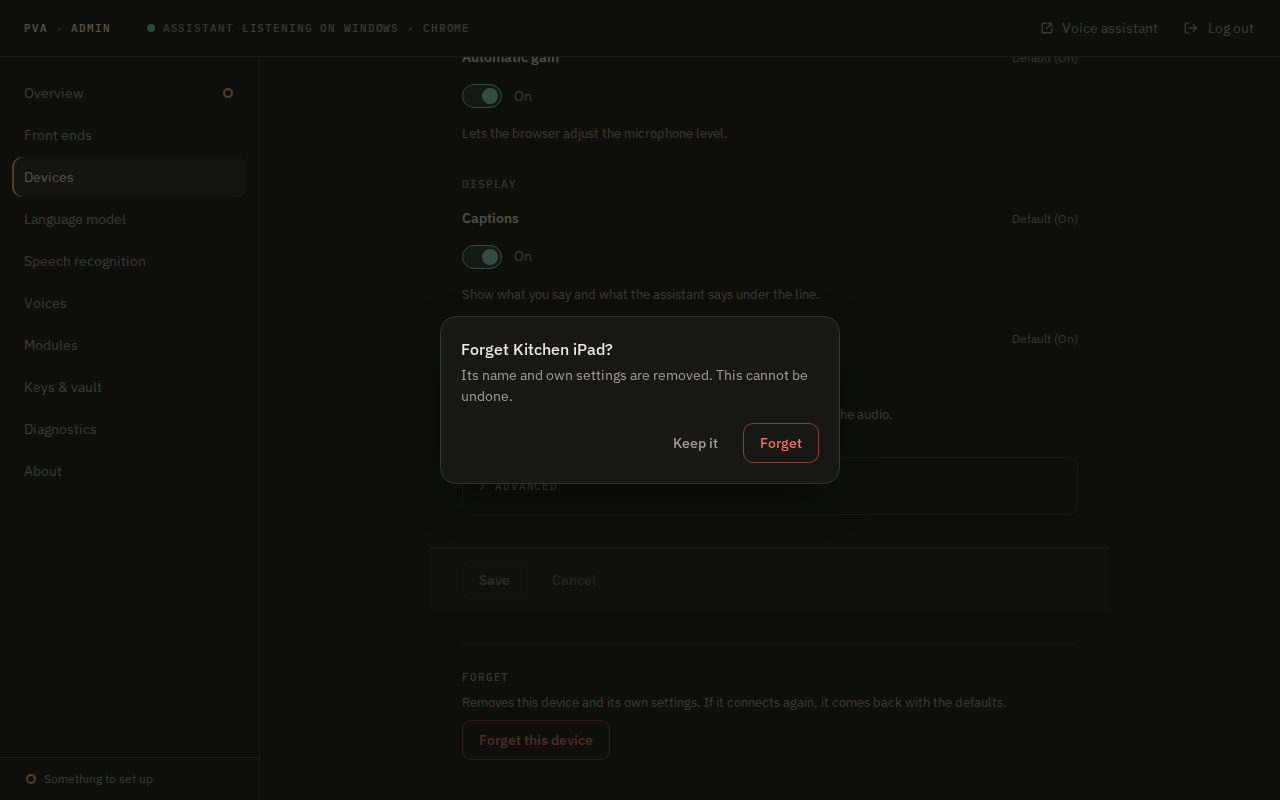 PVA · ADMIN
ASSISTANT LISTENING ON WINDOWS · CHROME
Voice assistant
Log out
Overview
Front ends
Devices
Language model
Speech recognition
Voices
Modules
Keys & vault
Diagnostics
About
Something to set up
Automatic gain
Default (On)
On
Lets the browser adjust the microphone level.
DISPLAY
Captions
Default (On)
On
Show what you say and what the assistant says under the line.
Default (On)
he audio.
Forget Kitchen iPad?
Its name and own settings are removed. This cannot be
undone.
Keep it
Forget
ADVANCED
Save
Cancel
FORGET
Removes this device and its own settings. If it connects again, it comes back with the defaults.
Forget this device